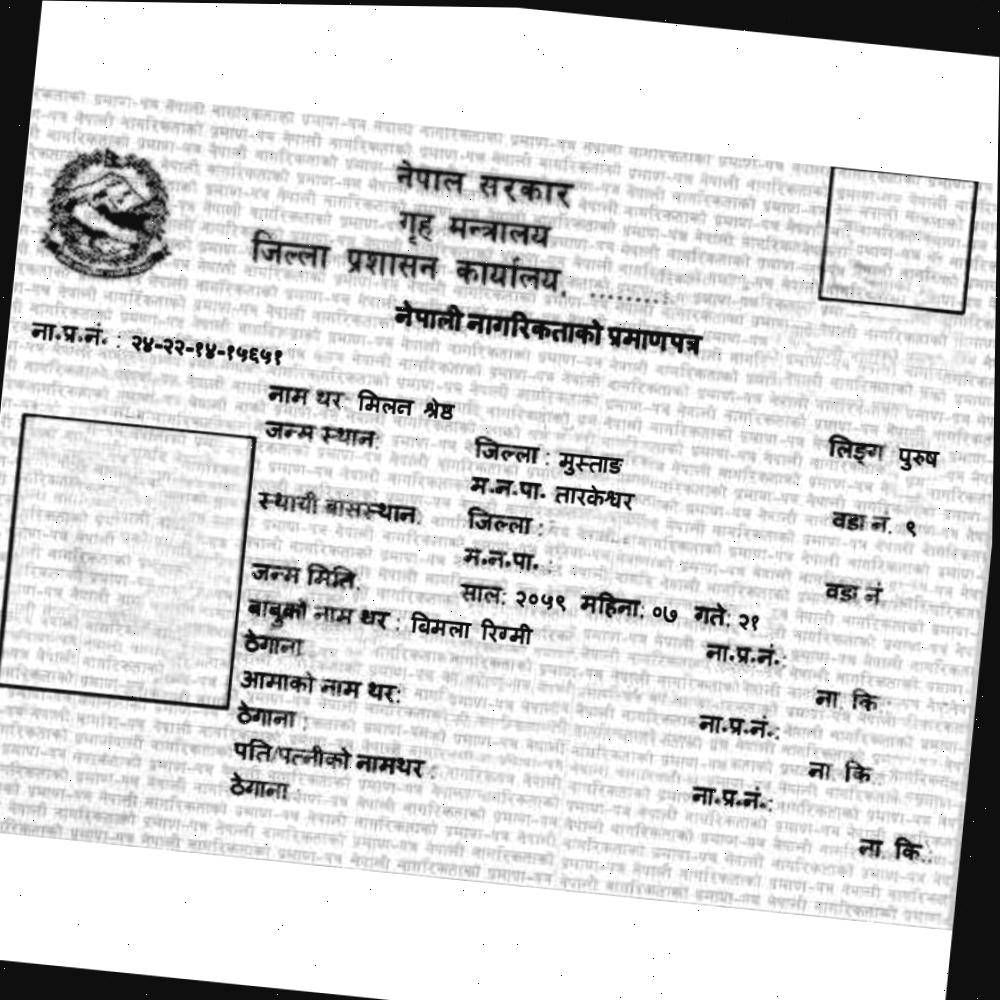 नेपाल सरकार
गृह मन्त्रालय
जिल्ला प्रशासन कार्यालय, .........
नेपाली नागरिकताको प्रमाणपत्र
ना.प्र.नं. : २४-२२-१४-१५६५१
नाम थर: मिलन श्रेष्ठ
लिङ्ग पुरुष
जन्म स्थान: जिल्ला : मुस्ताङ
म.न.पा. तारकेश्वर वडा नं. ९
स्थायी बासस्थान: जिल्ला :
म.न.पा. : वडा नं
जन्म मिति: साल: २०५९ महिना: ०७ गते: २१
बाबुको नाम थर : विमला रिग्मी ना.प्र.नं.:
ठेगाना : ना. कि.:
आमाको नाम थर: ना.प्र.नं.:
ठेगाना : ना. कि.:
पति/पत्नीको नामथर : ना.प्र.नं.:
ठेगाना : ना. कि.: